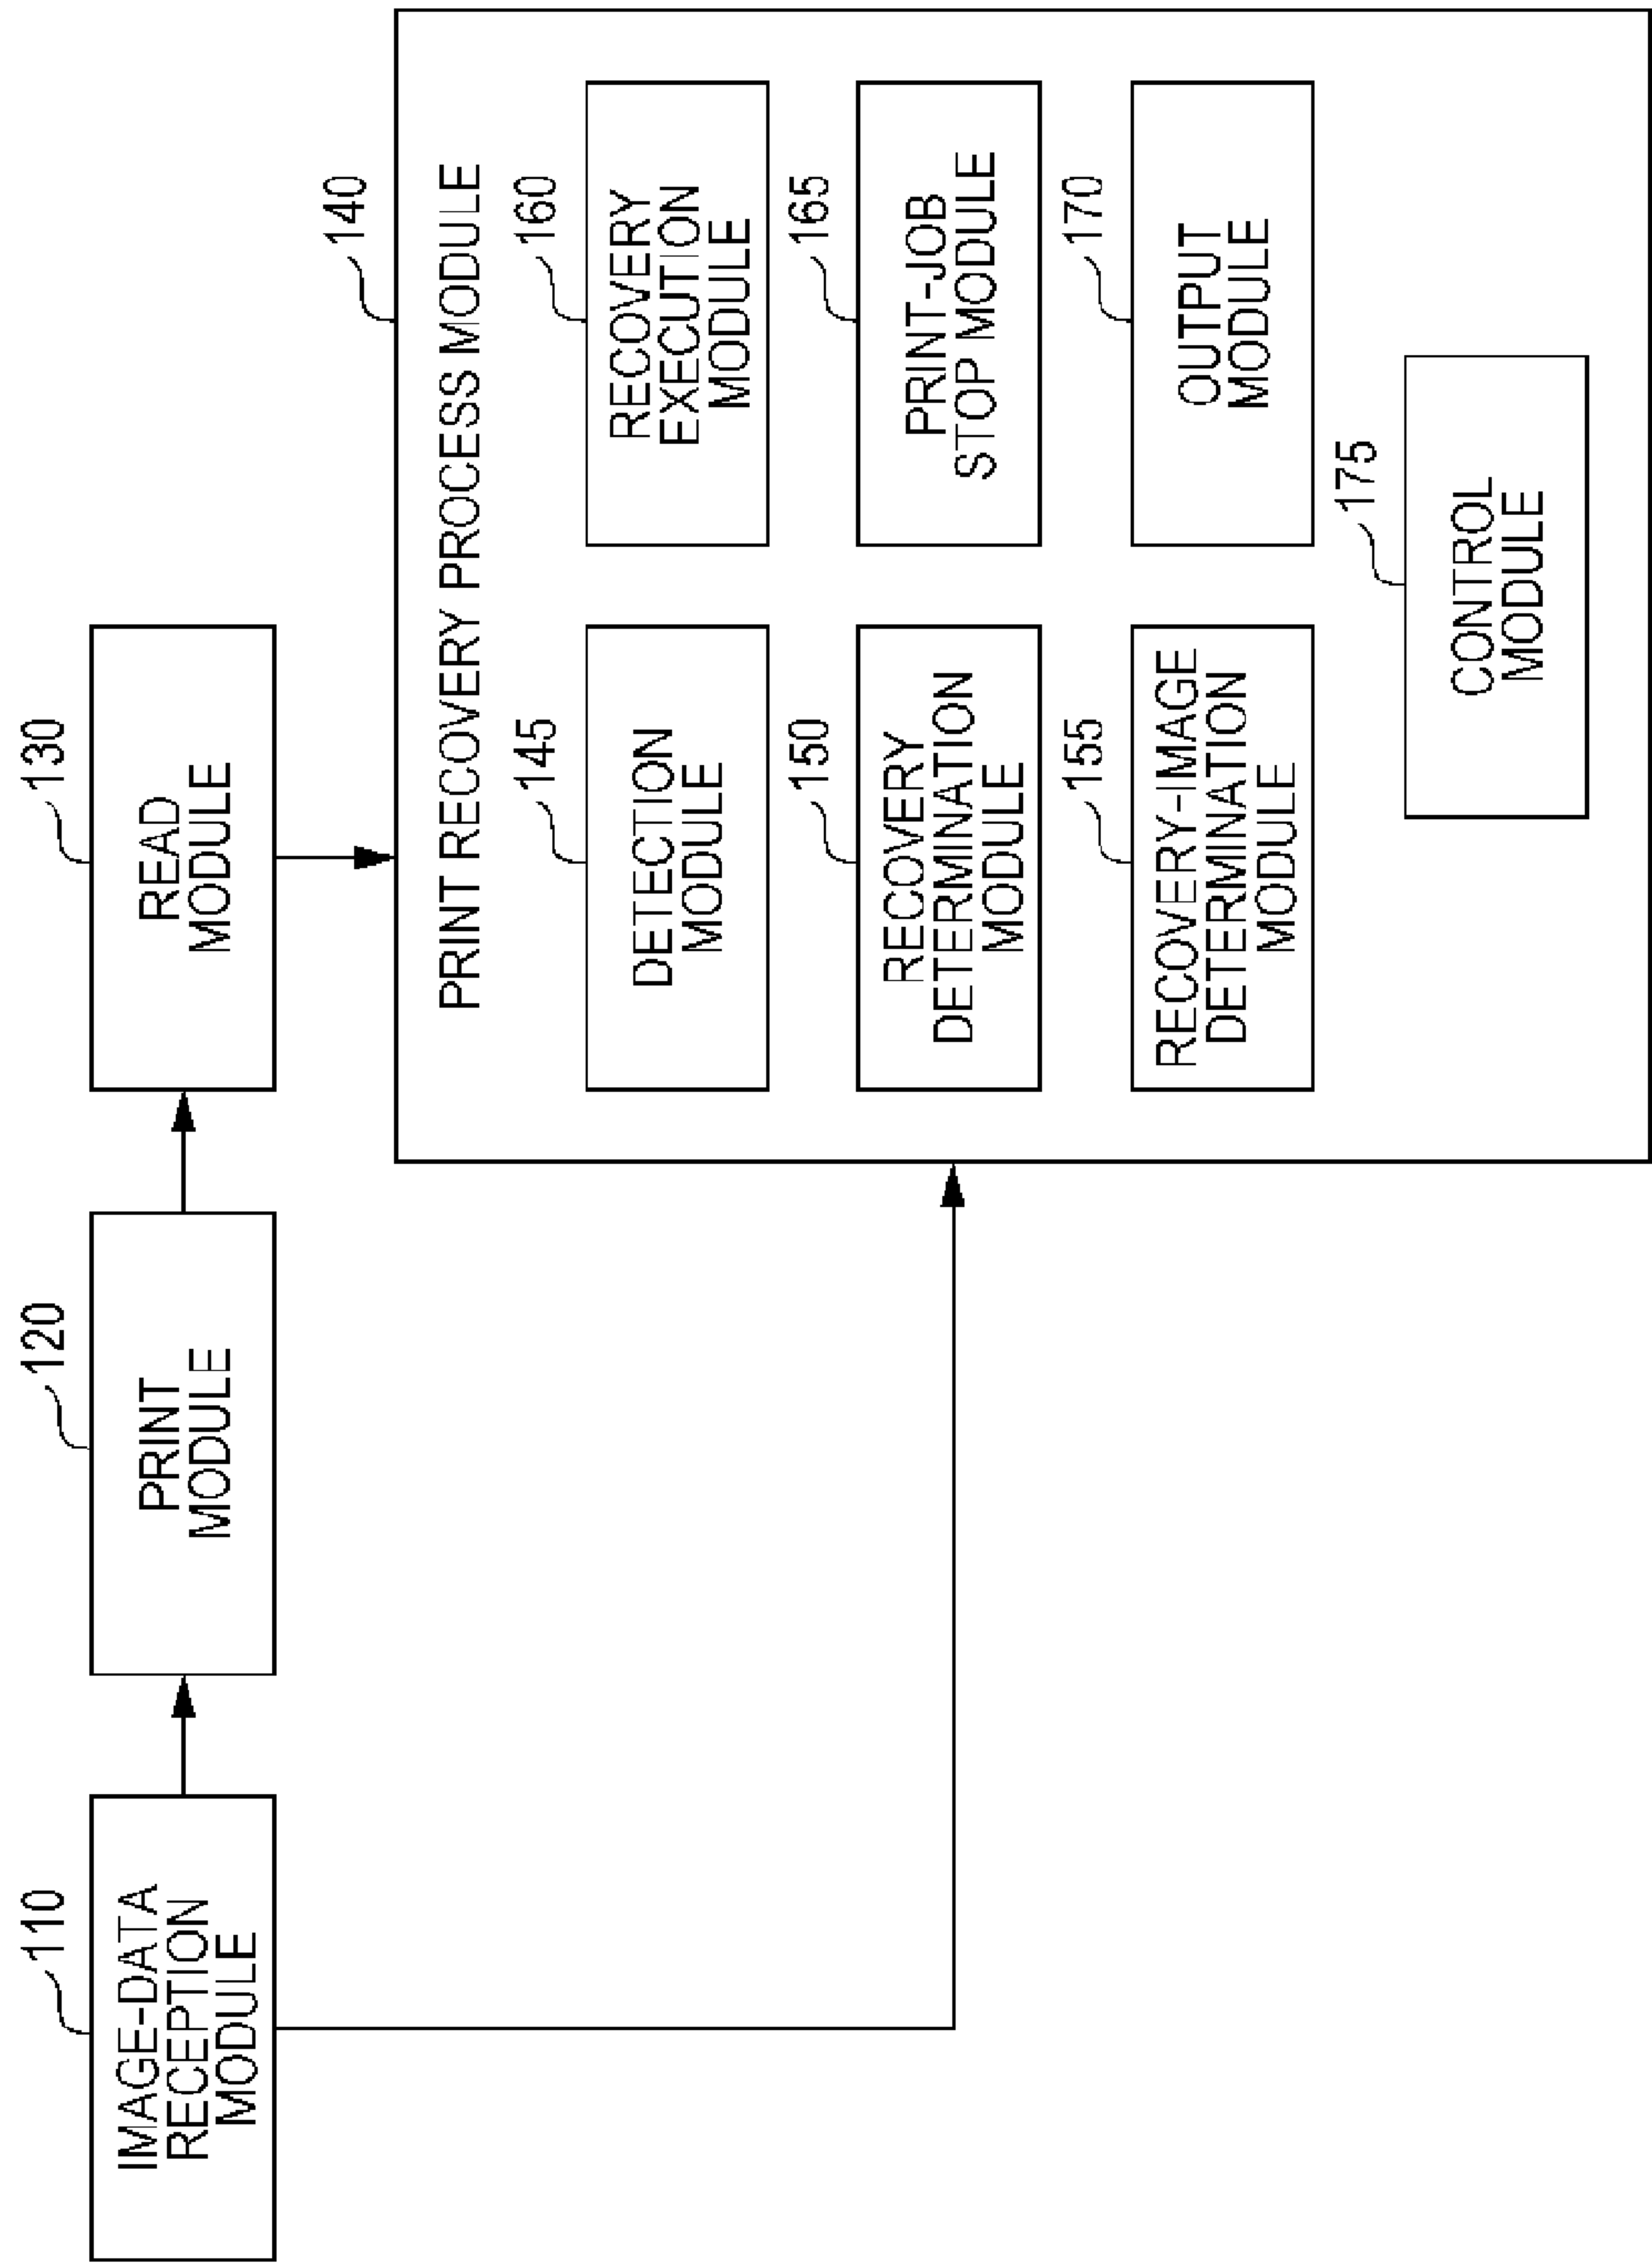 110
IMAGE-DATA
RECEPTION
MODULE
120
PRINT
MODULE
130
READ
MODULE
140
PRINT RECOVERY PROCESS MODULE
145
DETECTION
MODULE
160
RECOVERY
EXECUTION
MODULE
150
RECOVERY
DETERMINATION
MODULE
165
PRINT-JOB
STOP MODULE
155
RECOVERY-IMAGE
DETERMINATION
MODULE
170
OUTPUT
MODULE
175
CONTROL
MODULE